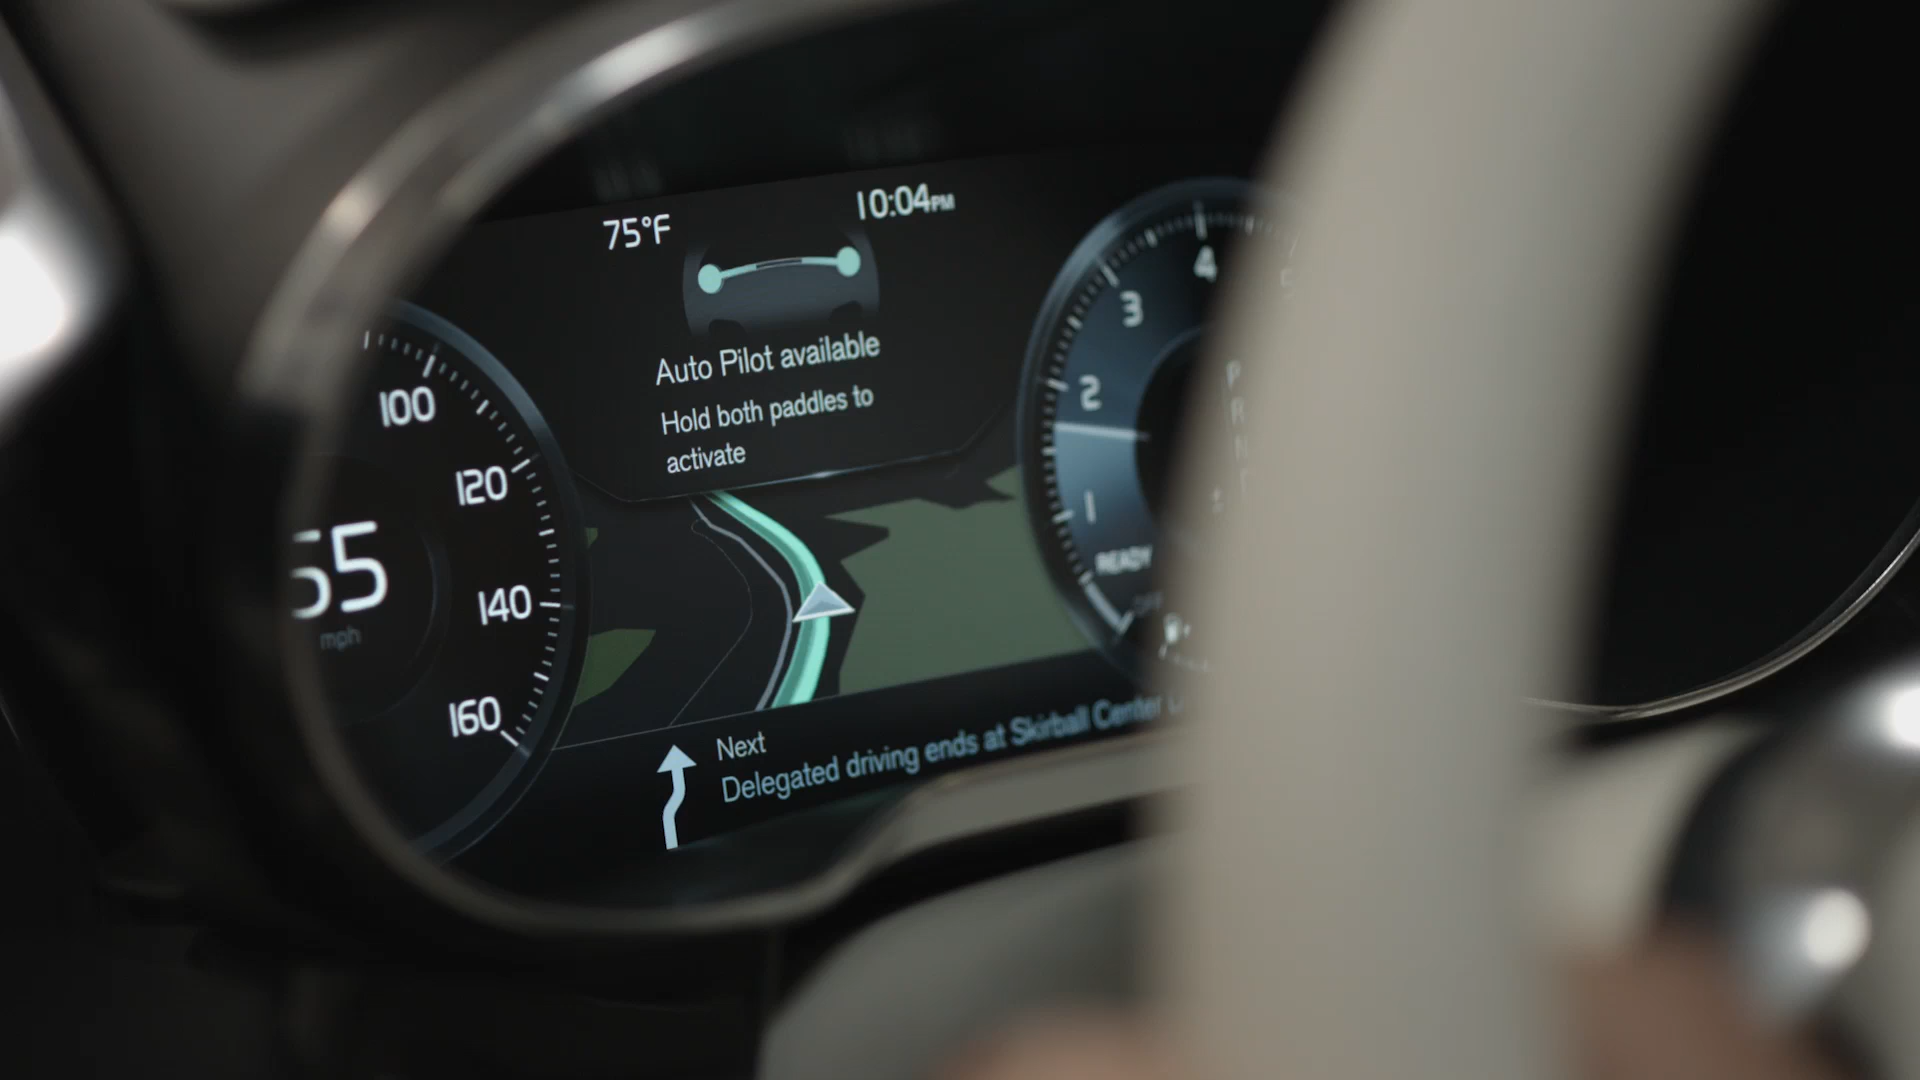 75°F
10:04PM
Auto Pilot available
Hold both paddles to
activate
100
120
140
160
55
mph
4
3
2
1
READY
P
R
N
Next
Delegated driving ends at Skirball Center